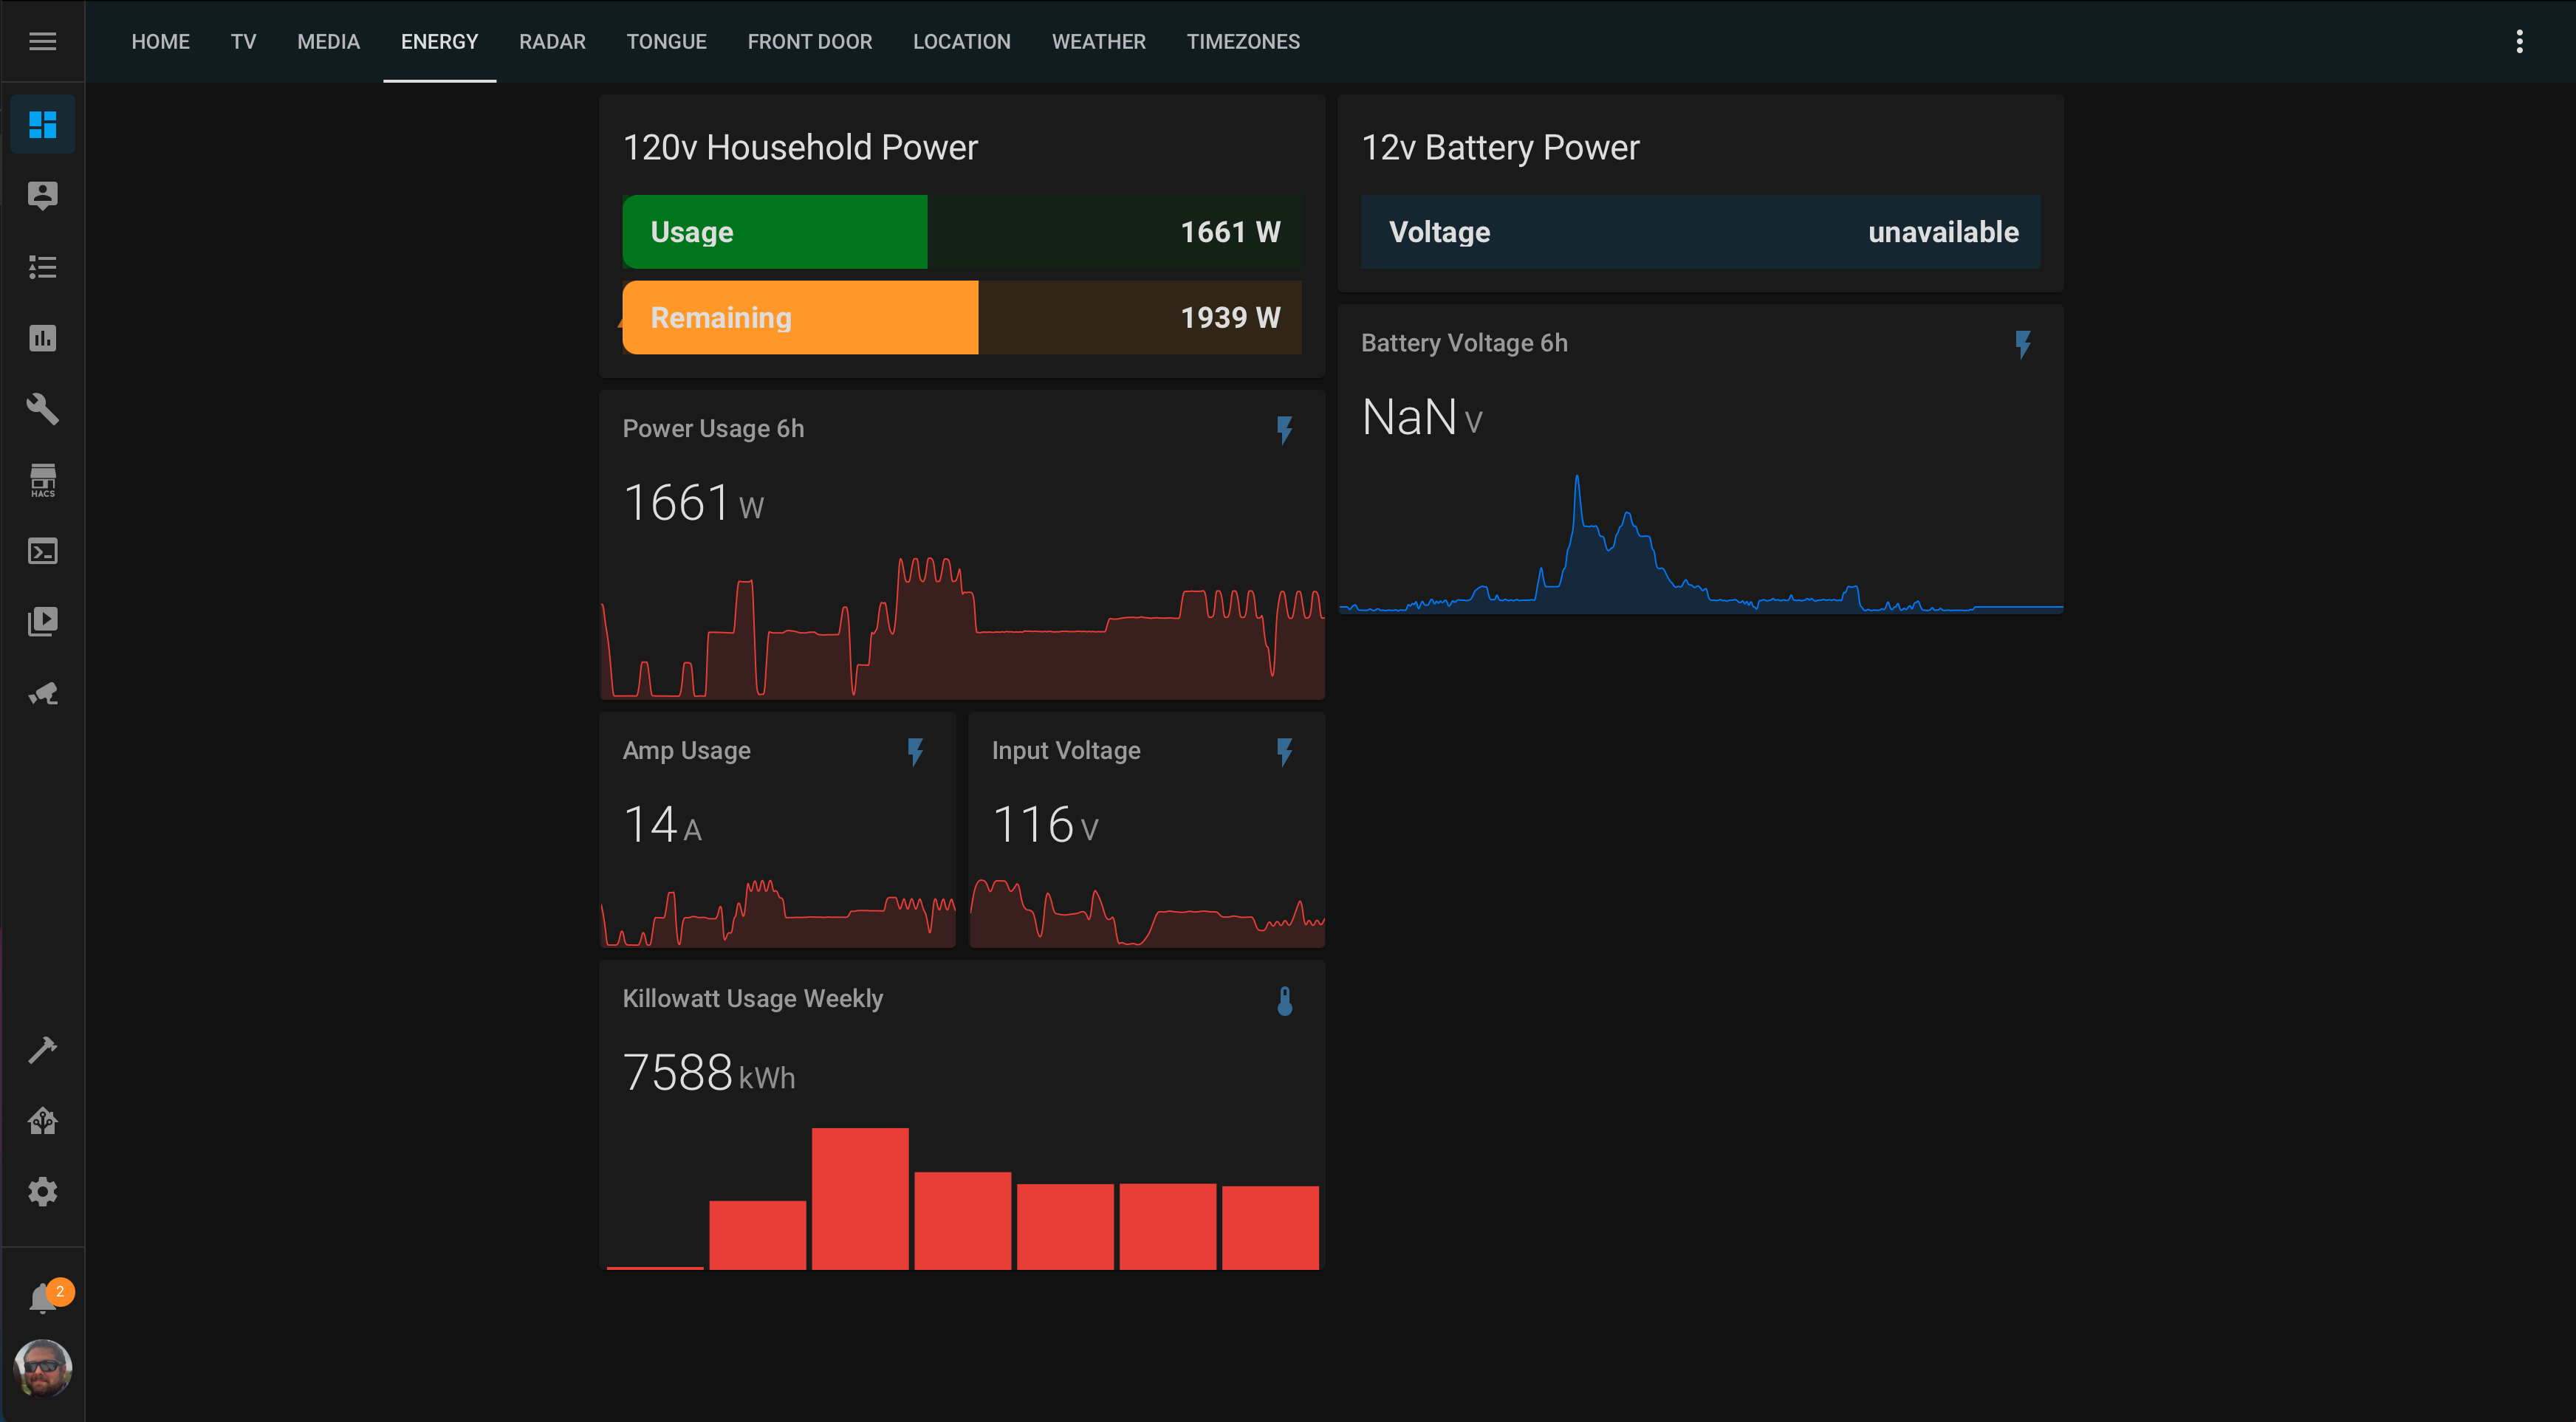 HOME TV MEDIA ENERGY RADAR TONGUE FRONT DOOR LOCATION WEATHER TIMEZONES
HACS
2
120v Household Power
Usage 1661 W
Remaining 1939 W
Power Usage 6h
1661 W
Amp Usage
14 A
Input Voltage
116 V
Killowatt Usage Weekly
7588 kWh
12v Battery Power
Voltage unavailable
Battery Voltage 6h
NaN V